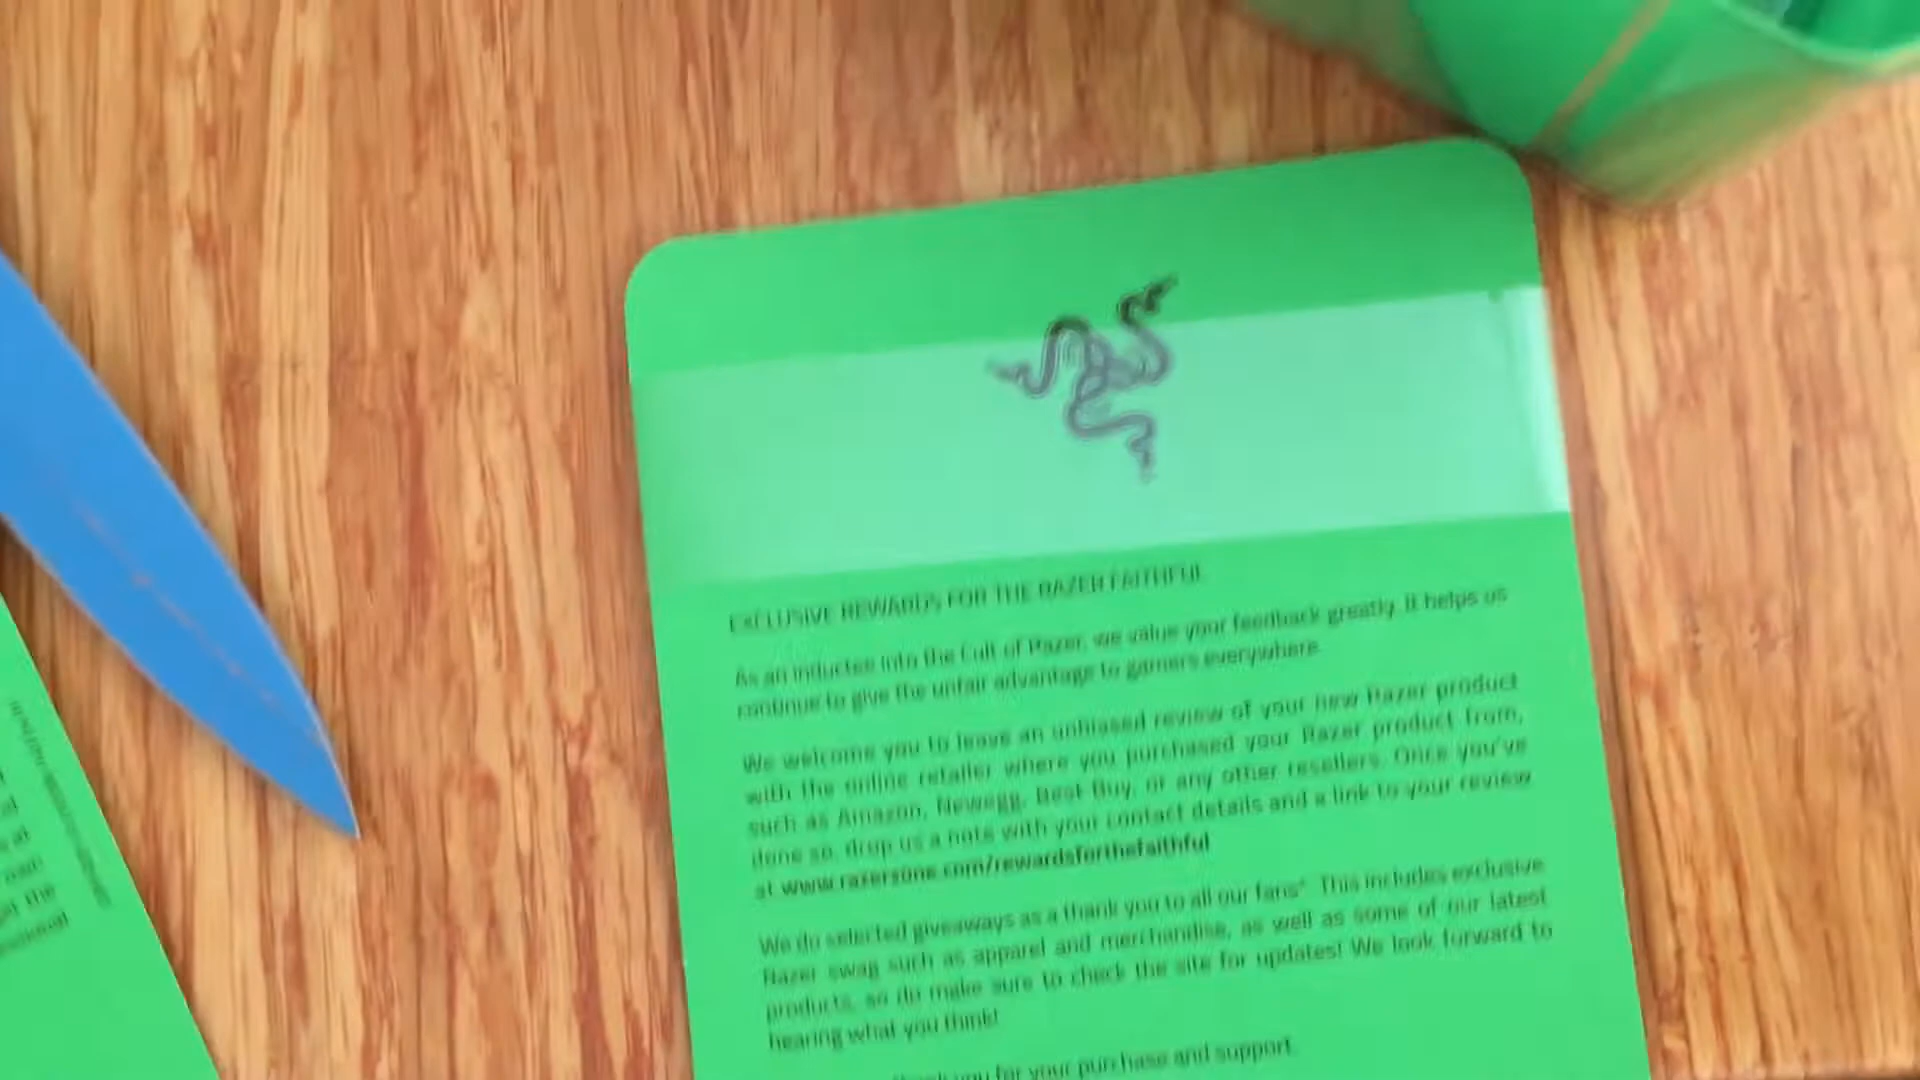 EXCLUSIVE REWARDS FOR THE RAZER FAITHFUL
As an inductee into the Cult of Razer, we value your feedback greatly. It helps us
continue to give the unfair advantage to gamers everywhere.
We welcome you to leave an unbiased review of your new Razer product
with the online retailer where you purchased your Razer product from,
such as Amazon, Newegg, Best Buy, or any other resellers. Once you've
done so, drop us a note with your contact details and a link to your review
at www.razerzone.com/rewardsforthefaithful
We do selected giveaways as a thank you to all our fans*. This includes exclusive
Razer swag such as apparel and merchandise, as well as some of our latest
products, so do make sure to check the site for updates! We look forward to
hearing what you think!
you for your purchase and support.